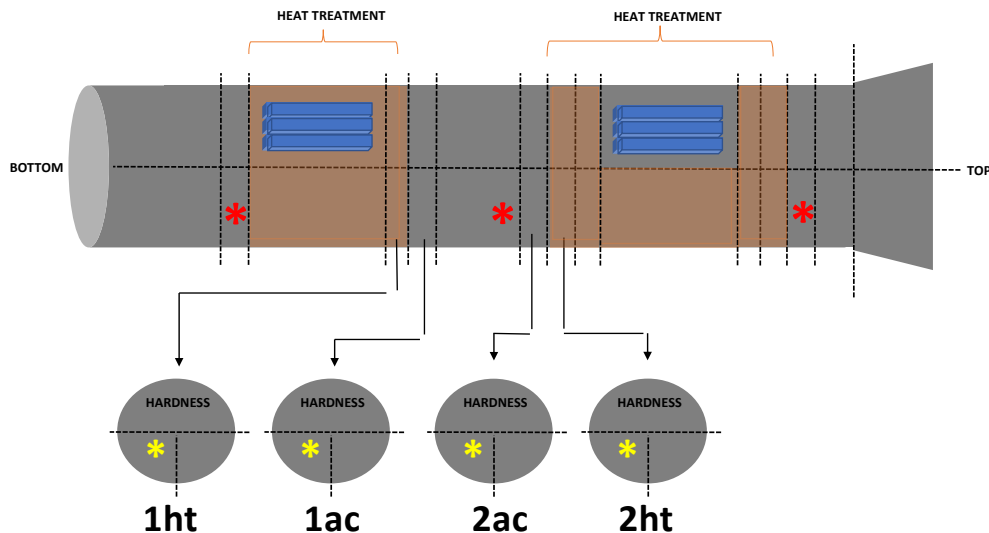 HEAT TREATMENT
HEAT TREATMENT
BOTTOM
TOP
HARDNESS
HARDNESS
HARDNESS
HARDNESS
1ht
1ac
2ac
2ht